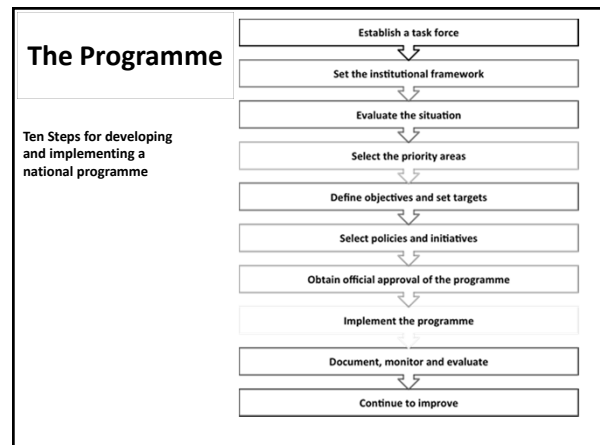 The Programme
Ten Steps for developing
and implementing a
national programme
Establish a task force
Set the institutional framework
Evaluate the situation
Select the priority areas
Define objectives and set targets
Select policies and initiatives
Obtain official approval of the programme
Implement the programme
Document, monitor and evaluate
Continue to improve